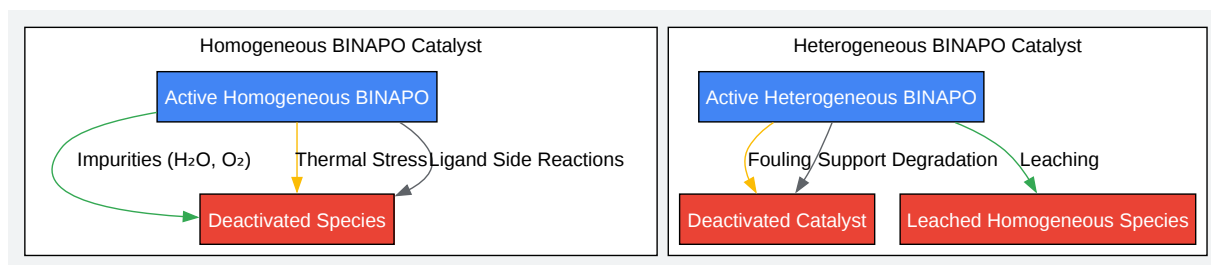 Homogeneous BINAPO Catalyst
Active Homogeneous BINAPO
Impurities (H₂O, O₂)
Thermal Stress
Ligand Side Reactions
Deactivated Species
Heterogeneous BINAPO Catalyst
Active Heterogeneous BINAPO
Fouling
Support Degradation
Leaching
Deactivated Catalyst
Leached Homogeneous Species